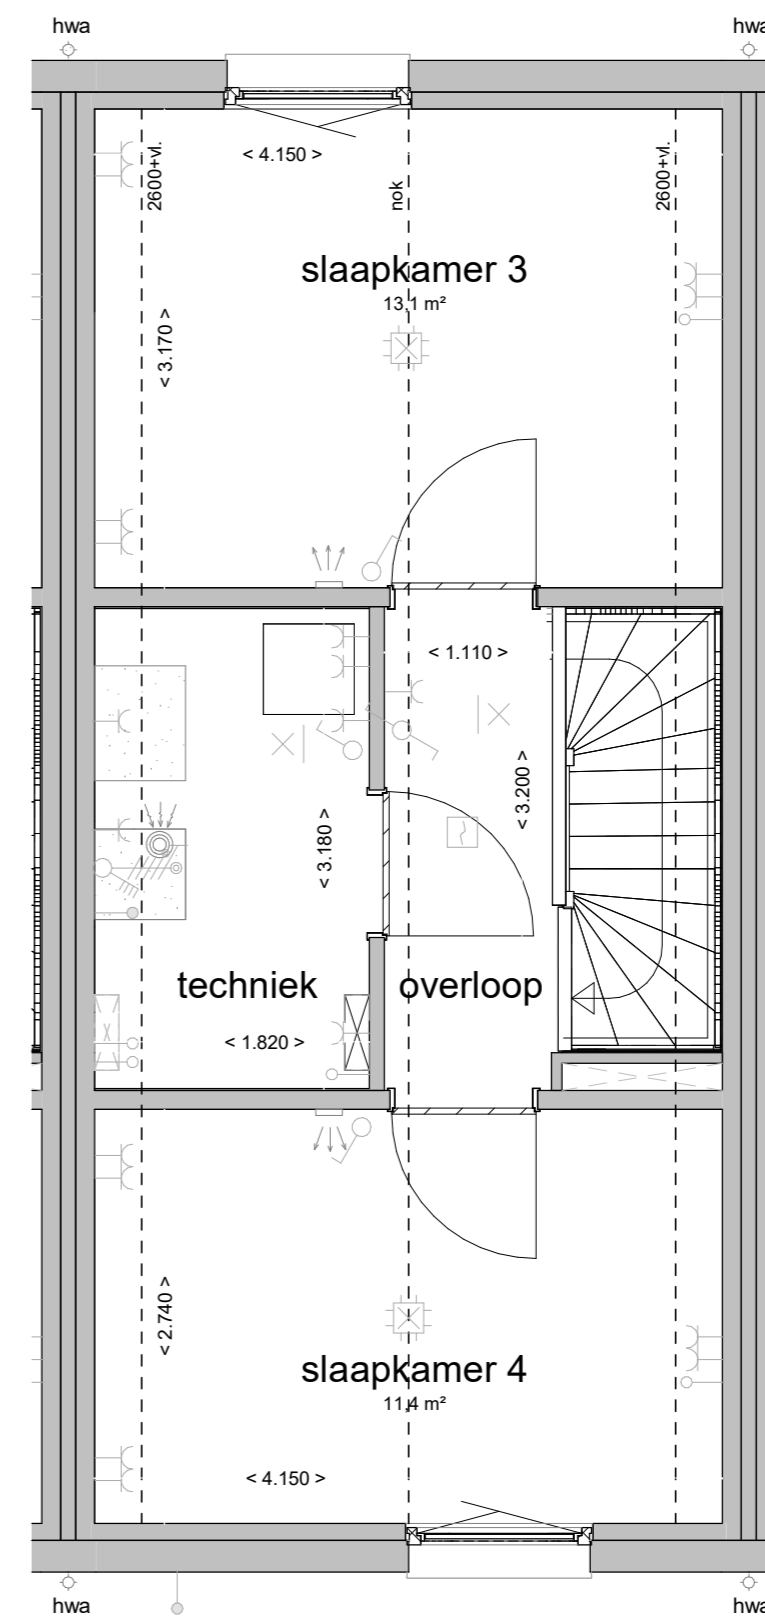 hwa
hwa
< 4.150 >
2600+vl.
nok
2600+vl.
slaapkamer 3
13,1 m²
< 3.170 >
< 1.110 >
< 3.200 >
< 3.180 >
techniek
overloop
< 1.820 >
< 2.740 >
slaapkamer 4
11,4 m²
< 4.150 >
hwa
hwa